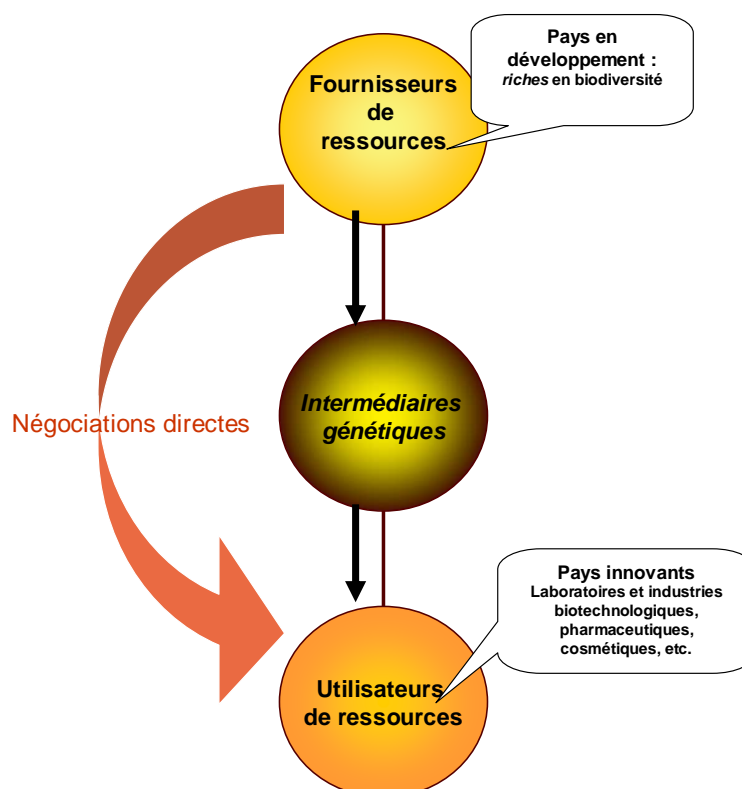 Pays en
développement :
riches en biodiversité
Fournisseurs
de
ressources
Négociations directes
Intermédiaires
génétiques
Pays innovants
Laboratoires et industries
biotechnologiques,
pharmaceutiques,
cosmétiques, etc.
Utilisateurs
de ressources